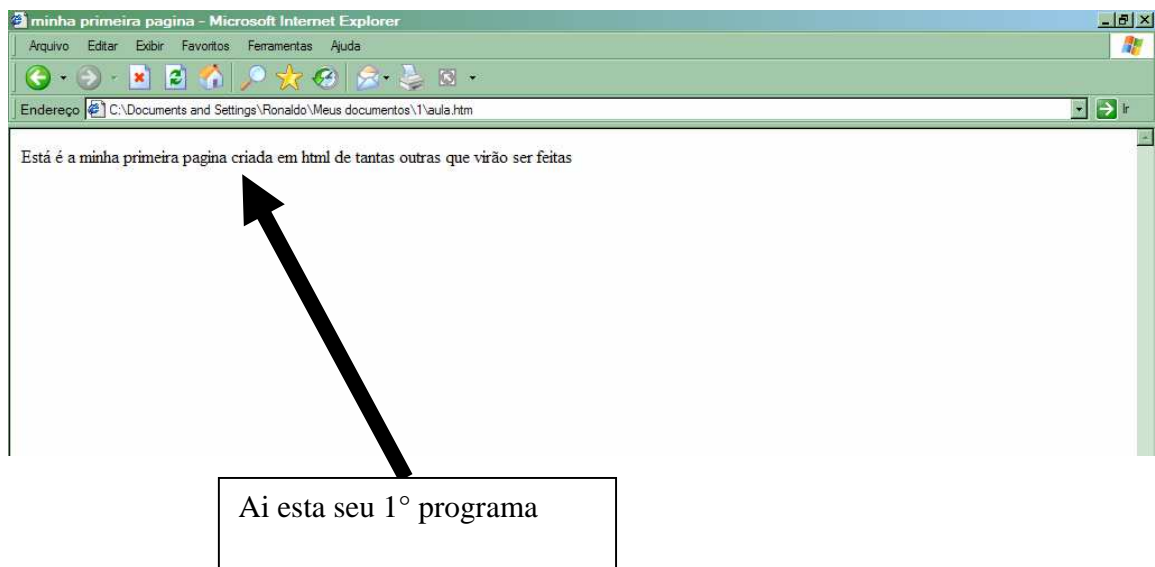 minha primeira pagina - Microsoft Internet Explorer
Arquivo Editar Exibir Favoritos Ferramentas Ajuda
Endereço C:\Documents and Settings\Ronaldo\Meus documentos\1\aula.htm Ir
Está é a minha primeira pagina criada em html de tantas outras que virão ser feitas
Ai esta seu 1° programa